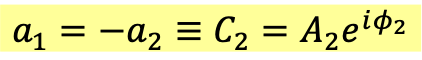 a₁ = −a₂ ≡ C₂ = A₂e^{iϕ₂}